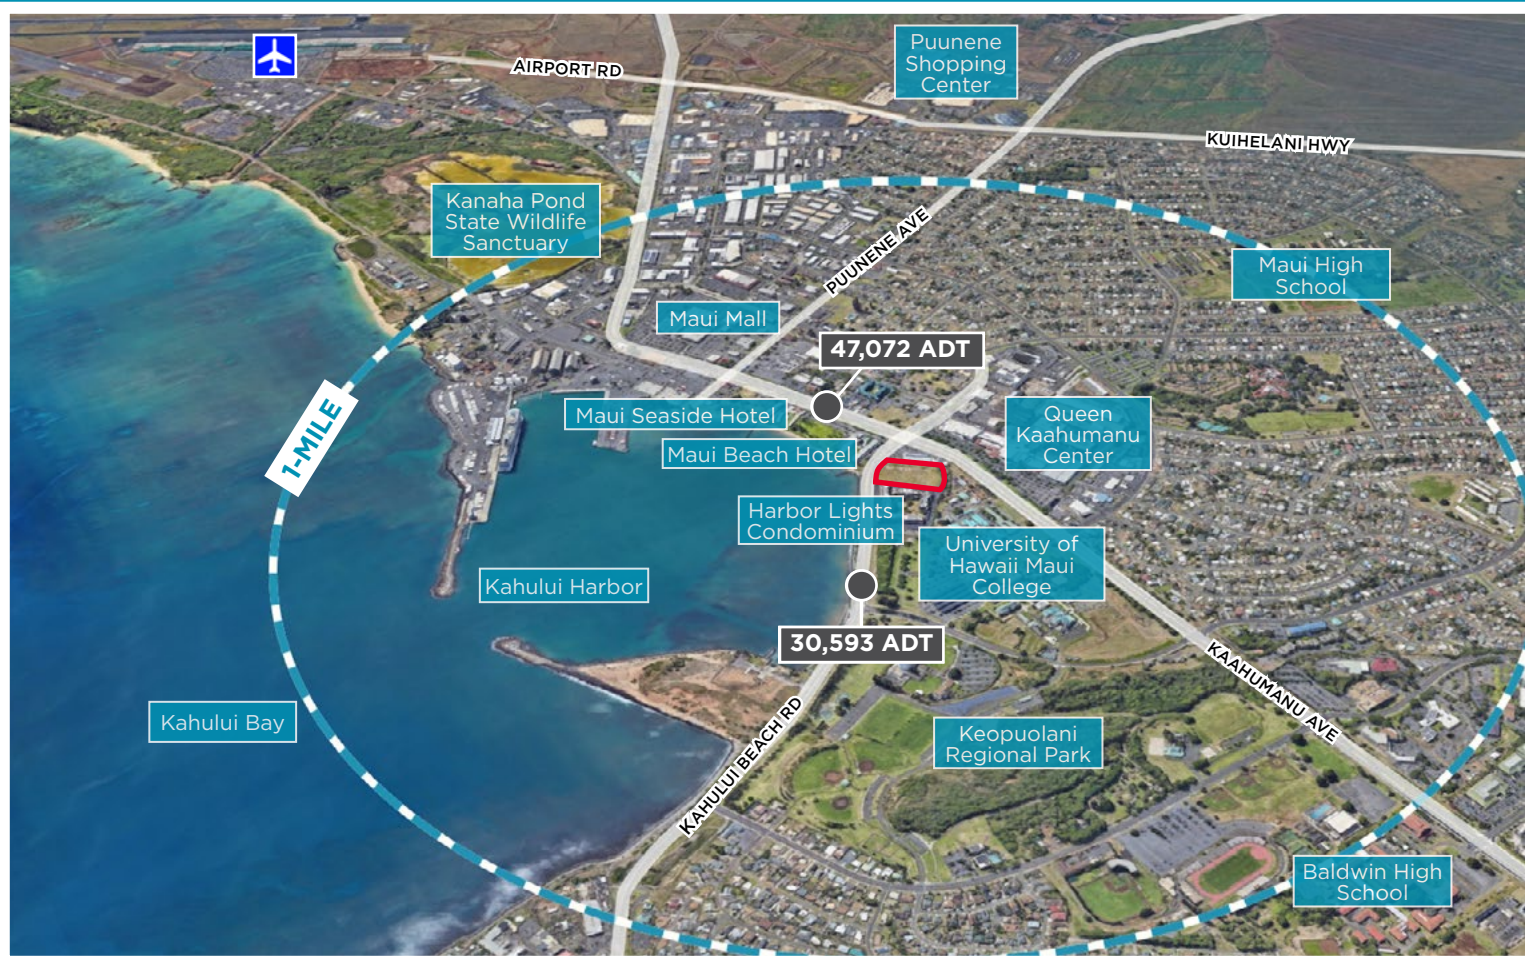 Puunene
Shopping
Center
AIRPORT RD
KUIHELANI HWY
Kanaha Pond
State Wildlife
Sanctuary
PUUNENE AVE
Maui High
School
Maui Mall
47,072 ADT
1-MILE
Maui Seaside Hotel
Queen
Kaahumanu
Center
Maui Beach Hotel
Harbor Lights
Condominium
University of
Hawaii Maui
College
Kahului Harbor
30,593 ADT
KAAHUMANU AVE
Kahului Bay
KAHULUI BEACH RD
Keopuolani
Regional Park
Baldwin High
School